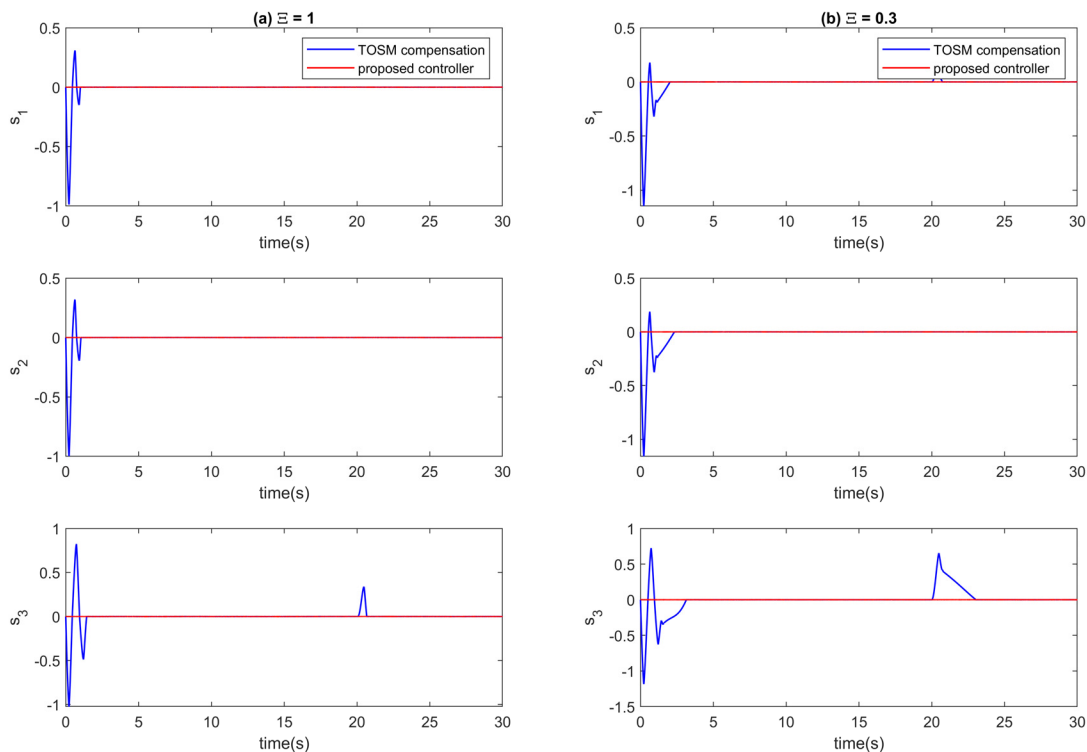 (a) Ξ = 1
0.5
0
-0.5
-1
s1
TOSM compensation
proposed controller
0 5 10 15 20 25 30
time(s)
(b) Ξ = 0.3
0.5
0
-0.5
-1
s1
TOSM compensation
proposed controller
0 5 10 15 20 25 30
time(s)
0.5
0
-0.5
-1
s2
0 5 10 15 20 25 30
time(s)
0.5
0
-0.5
-1
s2
0 5 10 15 20 25 30
time(s)
1
0.5
0
-0.5
-1
s3
0 5 10 15 20 25 30
time(s)
1
0.5
0
-0.5
-1
-1.5
s3
0 5 10 15 20 25 30
time(s)